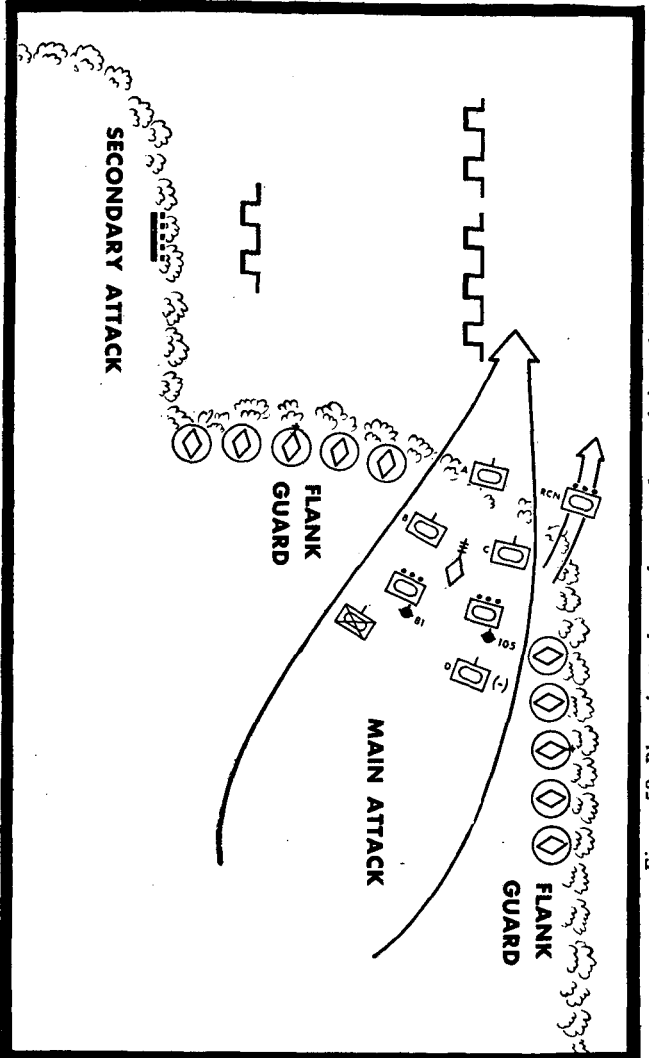 SECONDARY ATTACK
FLANK
GUARD
MAIN ATTACK
FLANK
GUARD
RCN
A
B
C
81
105
D (-)